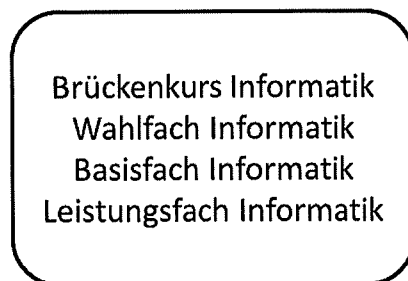 Brückenkurs Informatik
Wahlfach Informatik
Basisfach Informatik
Leistungsfach Informatik